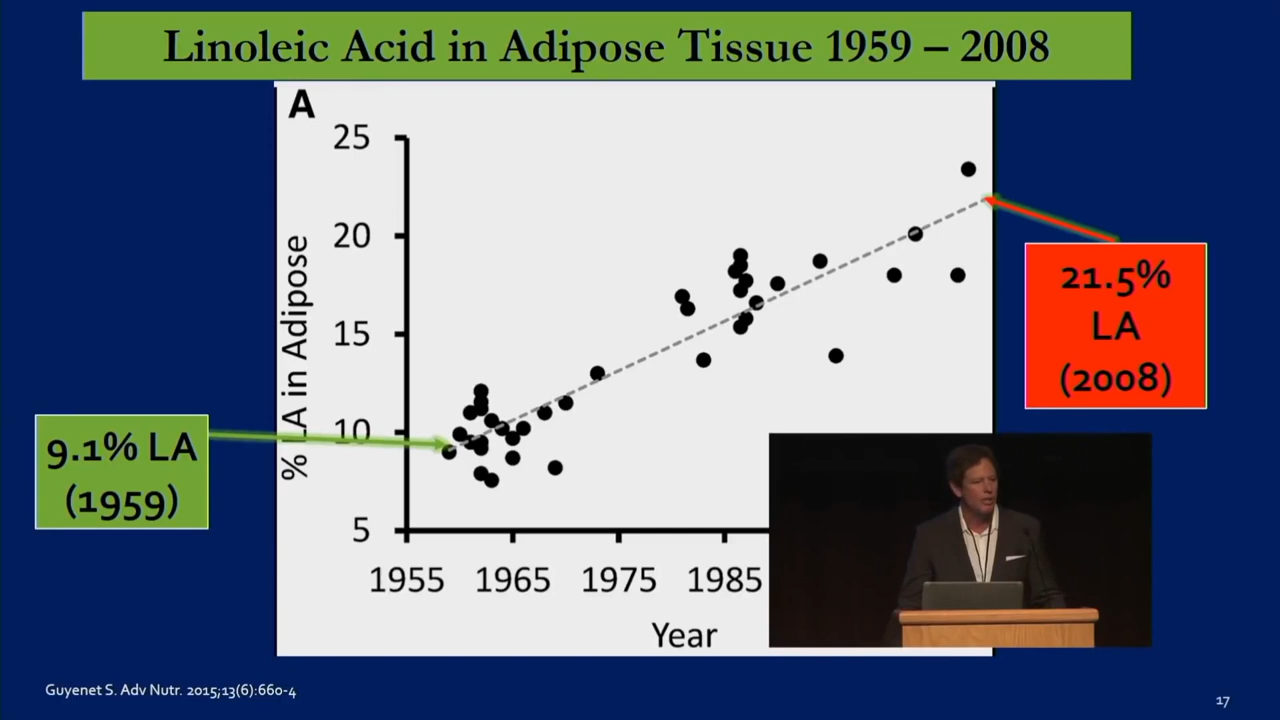 Linoleic Acid in Adipose Tissue 1959 – 2008
A
25
20
15
10
5
% LA in Adipose
1955 1965 1975 1985
Year
9.1% LA
(1959)
21.5%
LA
(2008)
Guyenet S. Adv Nutr. 2015;13(6):660-4
17